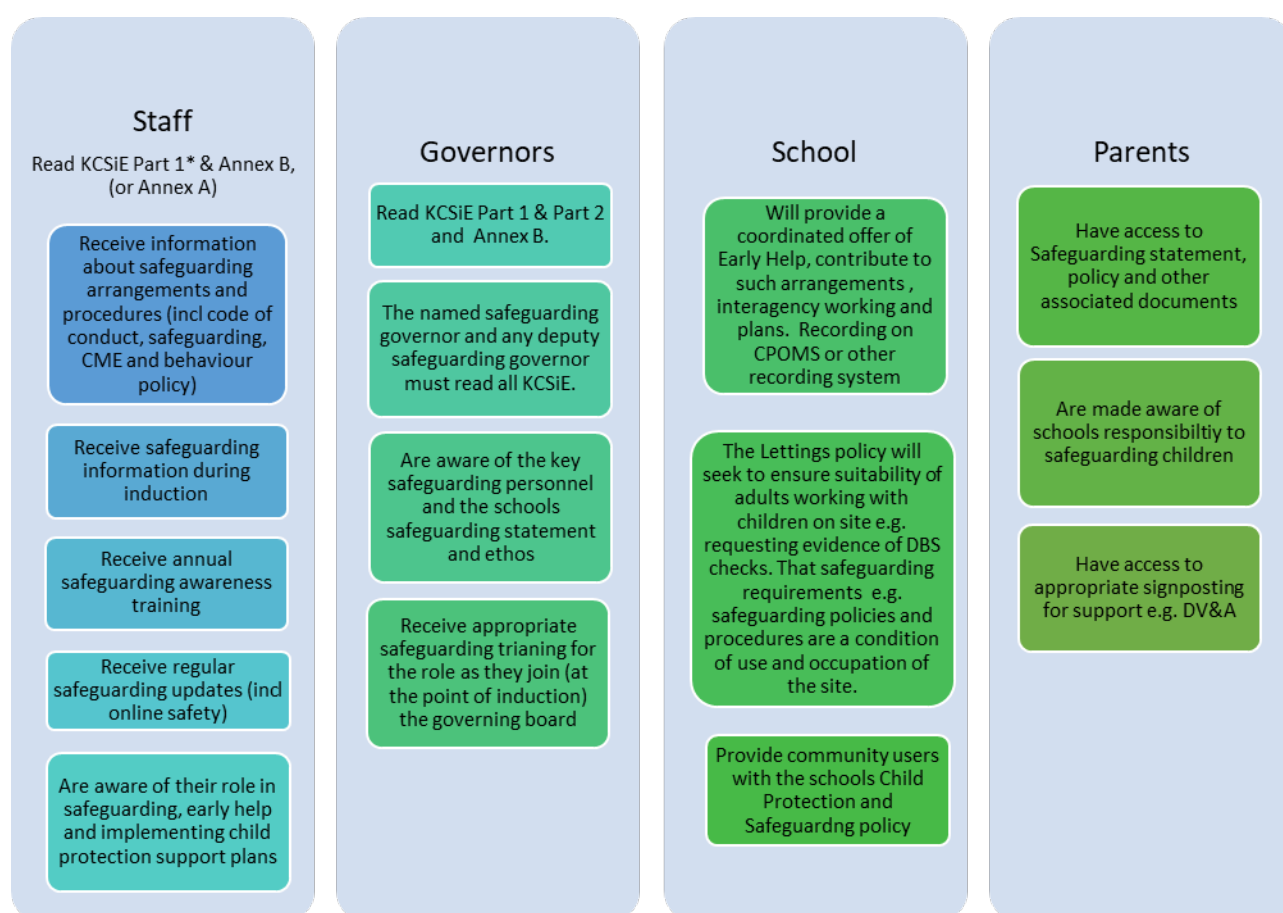 Staff
Read KCSiE Part 1* & Annex B,
(or Annex A)
Receive information
about safeguarding
arrangements and
procedures (incl code of
conduct, safeguarding,
CME and behaviour
policy)
Receive safeguarding
information during
induction
Receive annual
safeguarding awareness
training
Receive regular
safeguarding updates (incl
online safety)
Are aware of their role in
safeguarding, early help
and implementing child
protection support plans
Governors
Read KCSiE Part 1 & Part 2
and Annex B.
The named safeguarding
governor and any deputy
safeguarding governor
must read all KCSiE.
Are aware of the key
safeguarding personnel
and the schools
safeguarding statement
and ethos
Receive appropriate
safeguarding trianing for
the role as they join (at
the point of induction)
the governing board
School
Will provide a
coordinated offer of
Early Help, contribute to
such arrangements ,
interagency working and
plans. Recording on
CPOMS or other
recording system
The Lettings policy will
seek to ensure suitability of
adults working with
children on site e.g.
requesting evidence of DBS
checks. That safeguarding
requirements e.g.
safeguarding policies and
procedures are a condition
of use and occupation of
the site.
Provide community users
with the schools Child
Protection and
Safeguardng policy
Parents
Have access to
Safeguarding statement,
policy and other
associated documents
Are made aware of
schools responsibiltiy to
safeguarding children
Have access to
appropriate signposting
for support e.g. DV&A